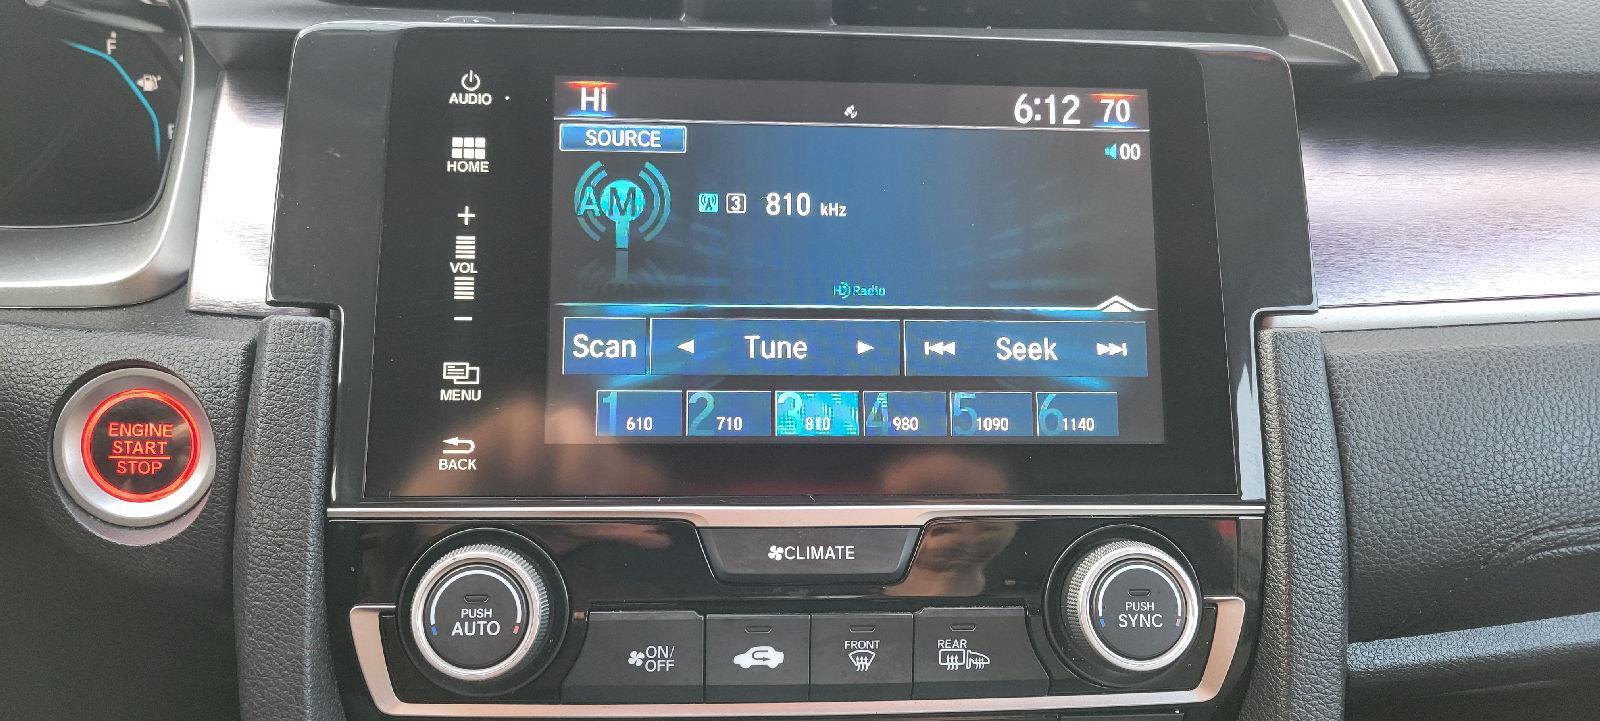 F
AUDIO
HOME
+
VOL
−
MENU
BACK
Hi
6:12 70
SOURCE
00
AM
3 810 kHz
HD Radio
Scan Tune Seek
1 610 2 710 3 810 4 980 5 1090 6 1140
ENGINE
START
STOP
CLIMATE
PUSH
AUTO
ON/
OFF
FRONT
REAR
PUSH
SYNC